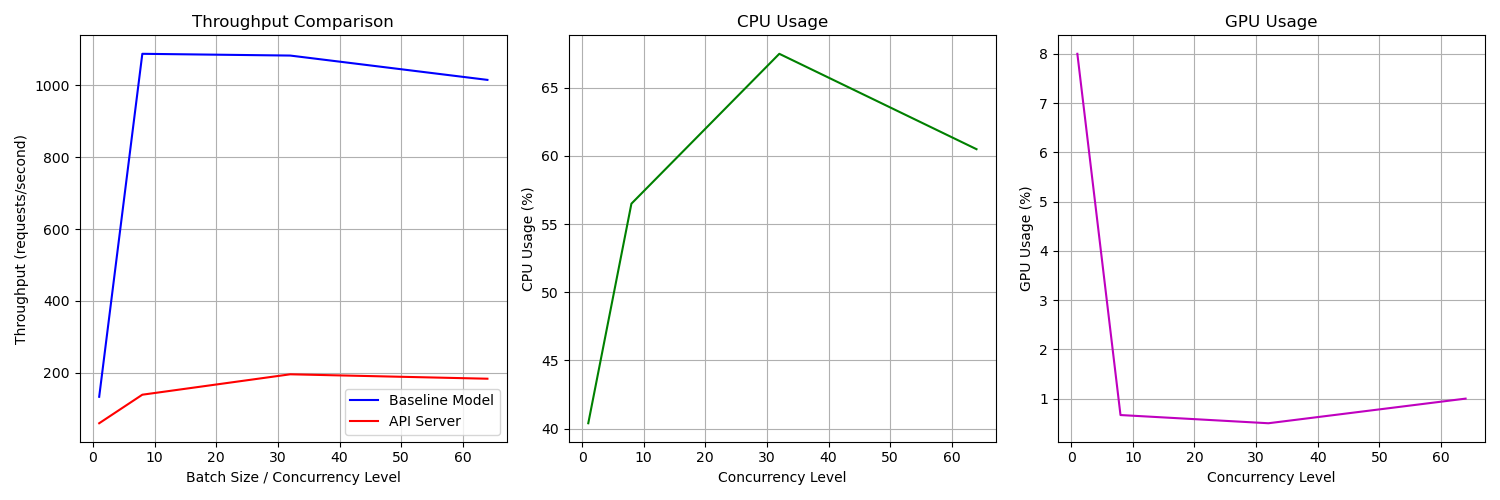 Throughput Comparison
Throughput (requests/second)
1000
800
600
400
200
0 10 20 30 40 50 60
Batch Size / Concurrency Level
Baseline Model
API Server
CPU Usage
CPU Usage (%)
65
60
55
50
45
40
0 10 20 30 40 50 60
Concurrency Level
GPU Usage
GPU Usage (%)
8
7
6
5
4
3
2
1
0 10 20 30 40 50 60
Concurrency Level